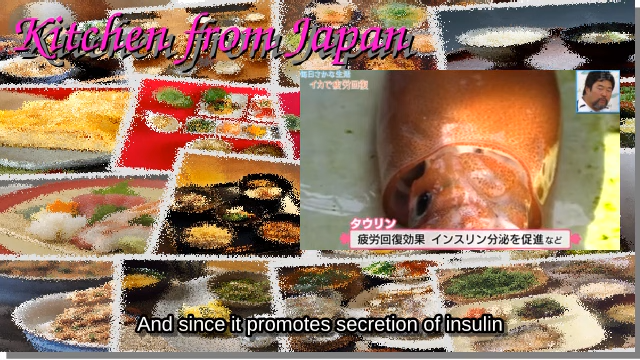 Kitchen from Japan
毎日さかな生活
イカで疲労回復
タウリン
疲労回復効果 インスリン分泌を促進など
And since it promotes secretion of insulin